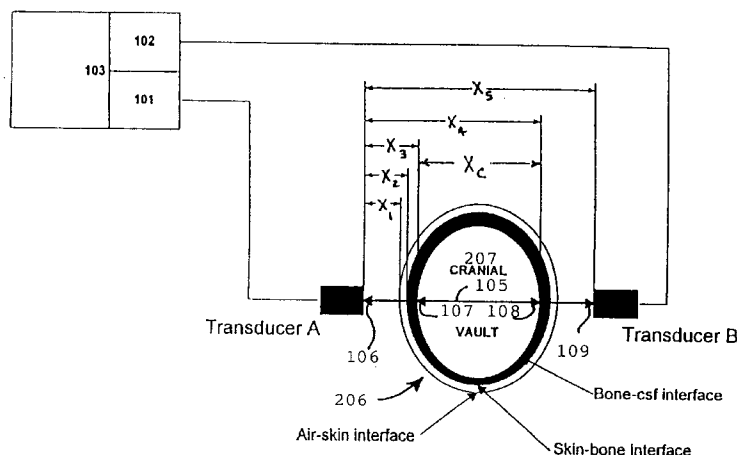 102
103
101
X5
X4
X3
XC
X2
X1
207
CRANIAL
105
107
108
VAULT
Transducer A
Transducer B
106
109
206
Bone-csf interface
Air-skin interface
Skin-bone interface